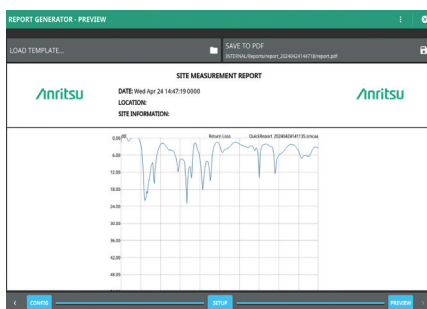 REPORT GENERATOR - PREVIEW
LOAD TEMPLATE...
SAVE TO PDF
INTERNAL/Reports/report_20240424144718/report.pdf
SITE MEASUREMENT REPORT
Anritsu
DATE: Wed Apr 24 14:47:19 0000
LOCATION:
SITE INFORMATION:
Anritsu
0.00 dB
Return Loss
6.00
12.00
18.00
24.00
30.00
36.00
42.00
48.00
CONFIG
SETUP
PREVIEW